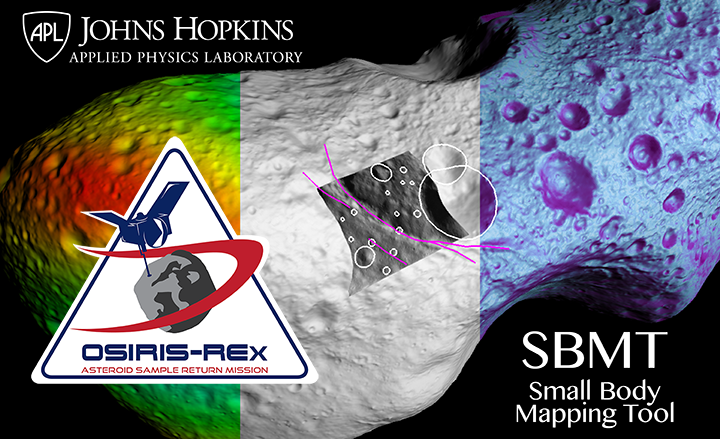 APL
JOHNS HOPKINS
APPLIED PHYSICS LABORATORY
OSIRIS-REx
ASTEROID SAMPLE RETURN MISSION
SBMT
Small Body
Mapping Tool